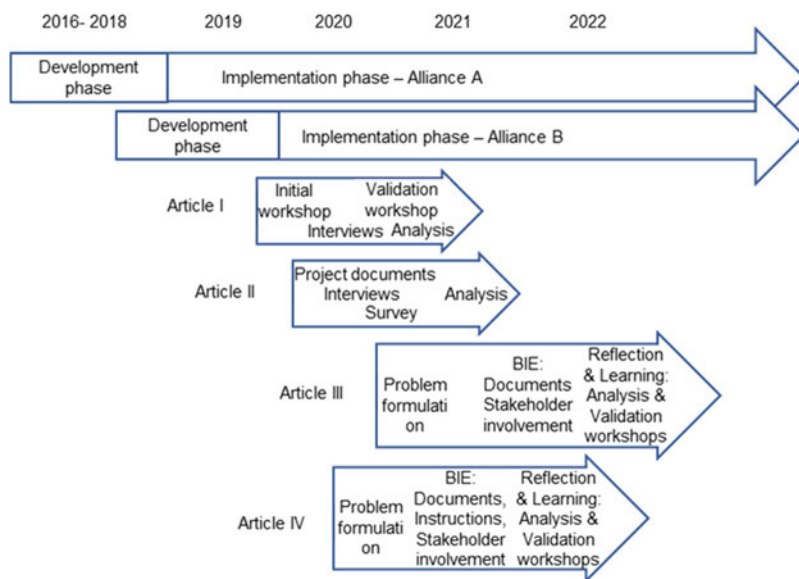 2016- 2018 2019 2020 2021 2022
Development
phase
Implementation phase – Alliance A
Development
phase
Implementation phase – Alliance B
Article I
Initial
workshop
Validation
workshop
Interviews Analysis
Article II
Project documents
Interviews Analysis
Survey
Article III
Problem
formulati
on
BIE:
Documents
Stakeholder
involvement
Reflection
& Learning:
Analysis &
Validation
workshops
Article IV
Problem
formulati
on
BIE:
Documents,
Instructions,
Stakeholder
involvement
Reflection
& Learning:
Analysis &
Validation
workshops